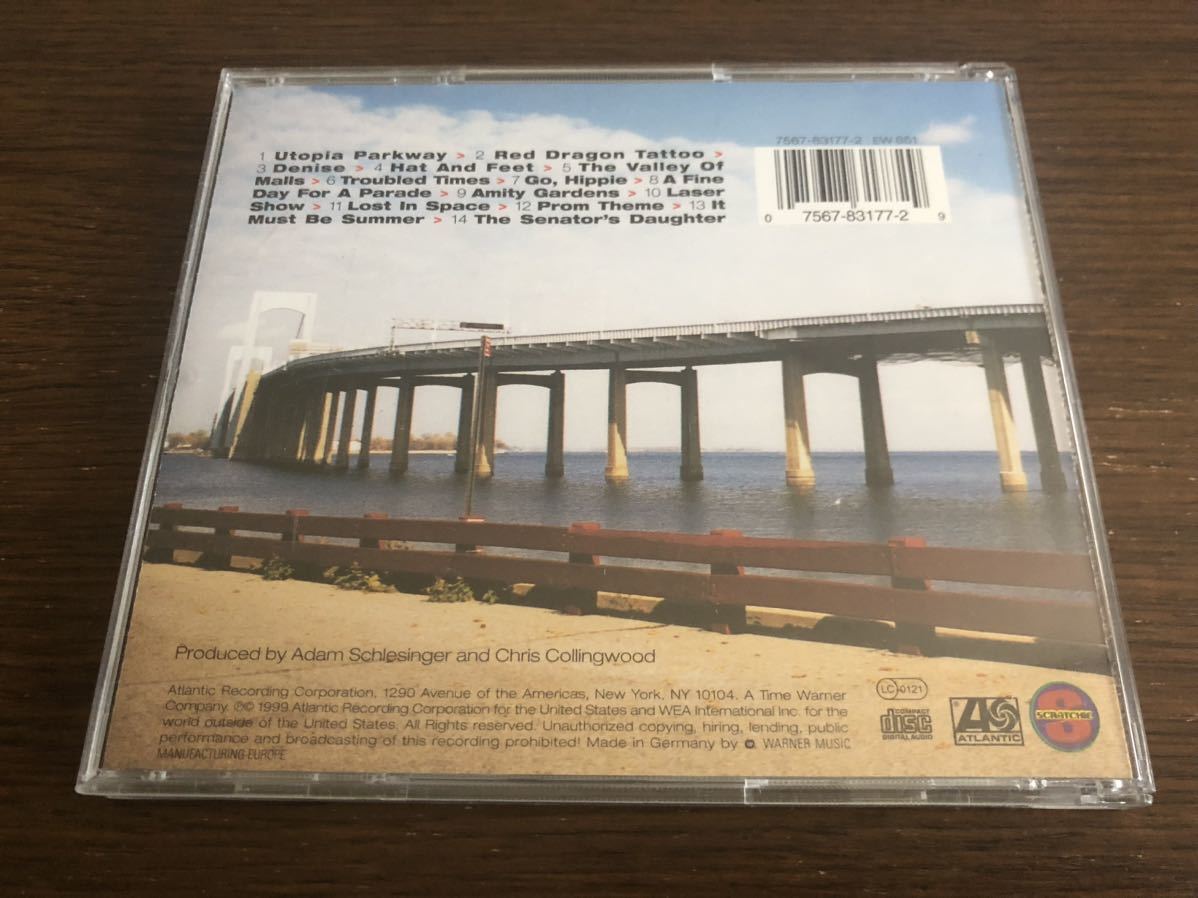 1 Utopia Parkway > 2 Red Dragon Tattoo >
3 Denise > 4 Hat And Feet > 5 The Valley Of
Malls > 6 Troubled Times > 7 Go, Hippie > 8 A Fine
Day For A Parade > 9 Amity Gardens > 10 Laser
Show > 11 Lost In Space > 12 Prom Theme > 13 It
Must Be Summer > 14 The Senator's Daughter
7567-83177-2 EW 851
0 7567-83177-2 9
Produced by Adam Schlesinger and Chris Collingwood
Atlantic Recording Corporation, 1290 Avenue of the Americas, New York, NY 10104. A Time Warner
Company. ℗© 1999 Atlantic Recording Corporation for the United States and WEA International Inc. for the
world outside of the United States. All Rights reserved. Unauthorized copying, hiring, lending, public
performance and broadcasting of this recording prohibited! Made in Germany by WARNER MUSIC
MANUFACTURING EUROPE
LC 0121
COMPACT
disc
DIGITAL AUDIO
ATLANTIC
SCRATCHIE